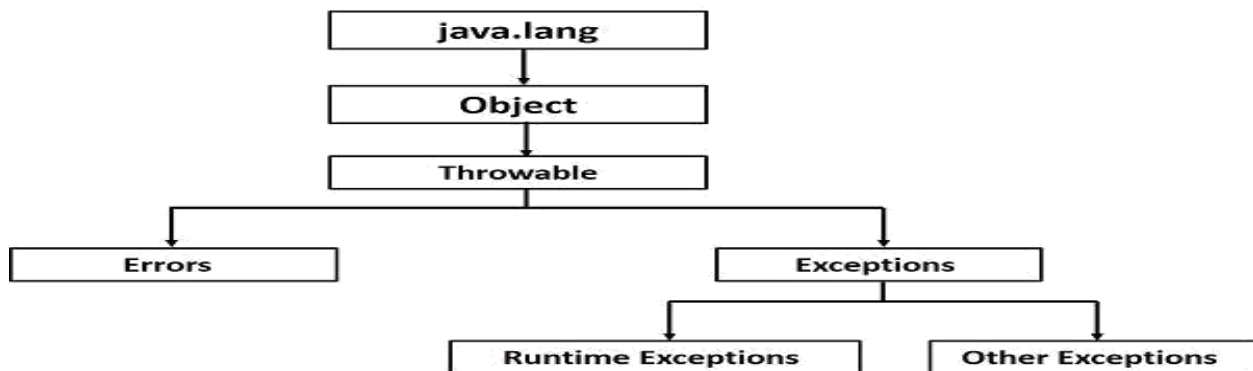 java.lang
Object
Throwable
Errors
Exceptions
Runtime Exceptions
Other Exceptions